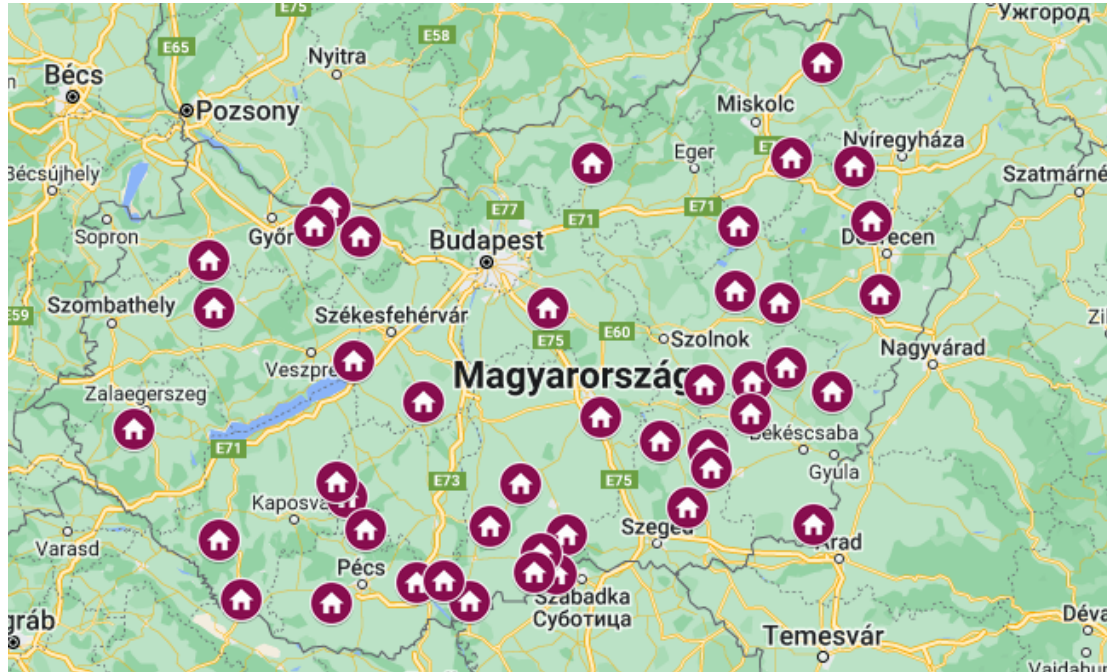 E75
Ужгород
E65
E58
Nyitra
Bécs
Pozsony
Miskolc
Nyíregyháza
Eger
Bécsújhely
Szatmárné
E77
E71
E71
Sopron
Győr
Budapest
Debrecen
Szombathely
E59
Székesfehérvár
E75
E60
Szolnok
Nagyvárad
Magyarország
Zalaegerszeg
Békéscsaba
E71
Gyula
E73
E75
Kaposvá
Szeged
Varasd
Arad
Pécs
Szabadka
Суботица
gráb
Temesvár
Déva